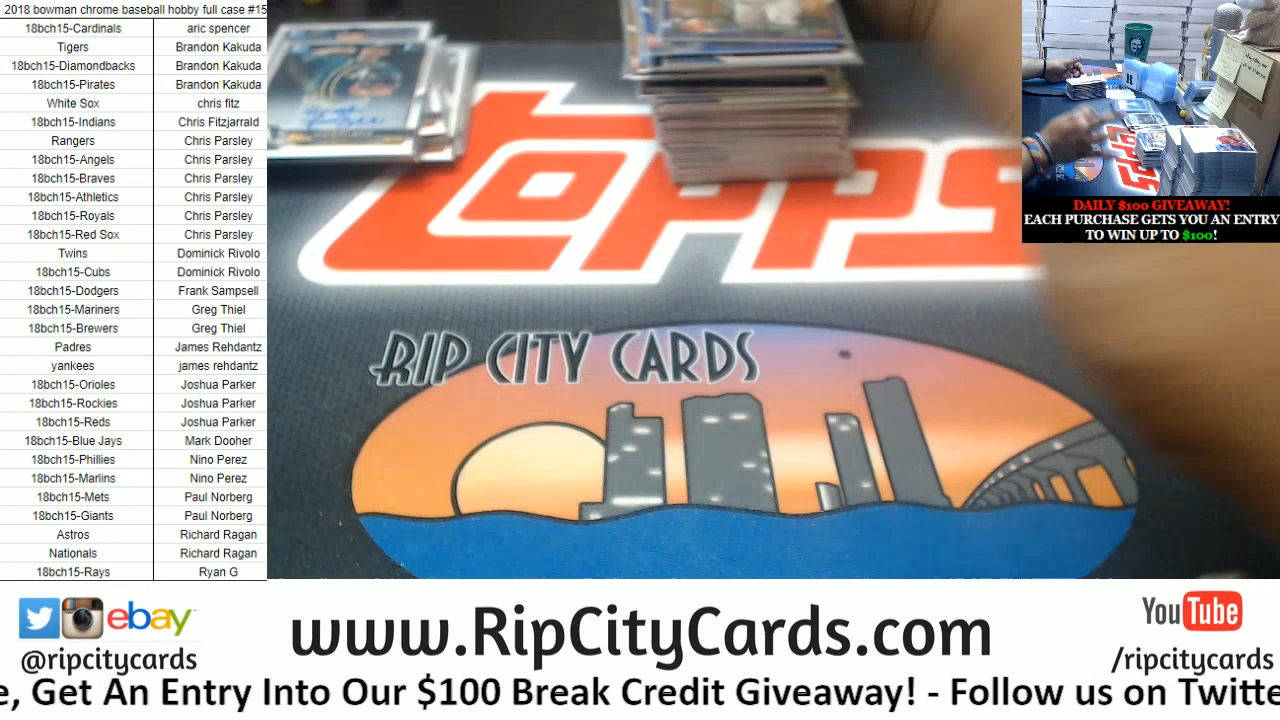 2018 bowman chrome baseball hobby full case #15
18bch15-Cardinals aric spencer
Tigers Brandon Kakuda
18bch15-Diamondbacks Brandon Kakuda
18bch15-Pirates Brandon Kakuda
White Sox chris fitz
18bch15-Indians Chris Fitzjarrald
Rangers Chris Parsley
18bch15-Angels Chris Parsley
18bch15-Braves Chris Parsley
18bch15-Athletics Chris Parsley
18bch15-Royals Chris Parsley
18bch15-Red Sox Chris Parsley
Twins Dominick Rivolo
18bch15-Cubs Dominick Rivolo
18bch15-Dodgers Frank Sampsell
18bch15-Mariners Greg Thiel
18bch15-Brewers Greg Thiel
Padres James Rehdantz
yankees james rehdantz
18bch15-Orioles Joshua Parker
18bch15-Rockies Joshua Parker
18bch15-Reds Joshua Parker
18bch15-Blue Jays Mark Dooher
18bch15-Phillies Nino Perez
18bch15-Marlins Nino Perez
18bch15-Mets Paul Norberg
18bch15-Giants Paul Norberg
Astros Richard Ragan
Nationals Richard Ragan
18bch15-Rays Ryan G
Topps
RIP CITY CARDS
Topps
DAILY $100 GIVEAWAY!
EACH PURCHASE GETS YOU AN ENTRY
TO WIN UP TO $100!
ebay
@ripcitycards
www.RipCityCards.com
YouTube
/ripcitycards
e, Get An Entry Into Our $100 Break Credit Giveaway! - Follow us on Twitte